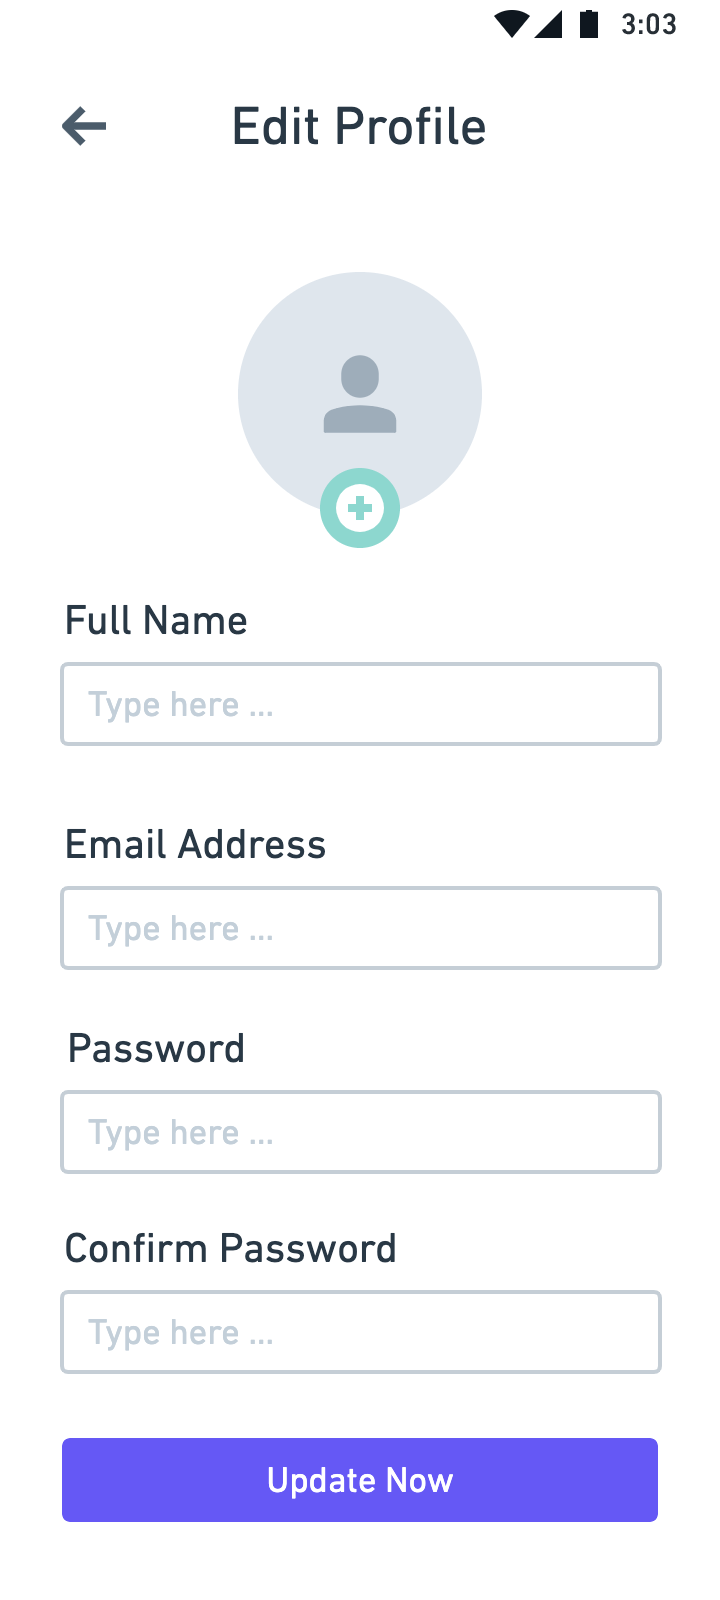 3:03
Edit Profile
Full Name
Type here ...
Email Address
Type here ...
Password
Type here ...
Confirm Password
Type here ...
Update Now